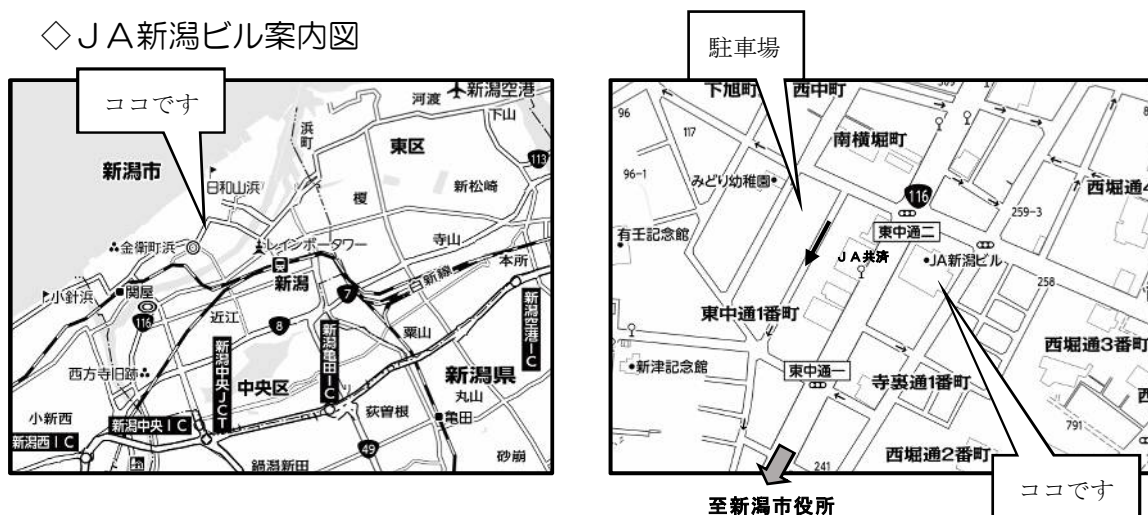 ◇ＪＡ新潟ビル案内図
ココです
新潟空港
河渡
下山
浜町
東区
113
新潟市
日和山浜
榎
新松崎
金衛町浜
レインボータワー
寺山
本所
小針浜
関屋
新潟
白新線
7
116
近江
8
粟山
新潟空港ＩＣ
新潟亀田ＩＣ
西方寺旧跡
新潟中央ＪＣＴ
中央区
新潟県
丸山
小新西
新潟中央ＩＣ
荻曽根
亀田
新潟西ＩＣ
49
鍋潟新田
砂崩
駐車場
下旭町
西中町
96
117
南横堀町
96-1
みどり幼稚園
116
西堀通4
259-3
有壬記念館
東中通二
ＪＡ共済
JA新潟ビル
258
東中通1番町
西堀通3番町
新津記念館
東中通一
寺裏通1番町
791
西堀通2番町
241
ココです
至新潟市役所